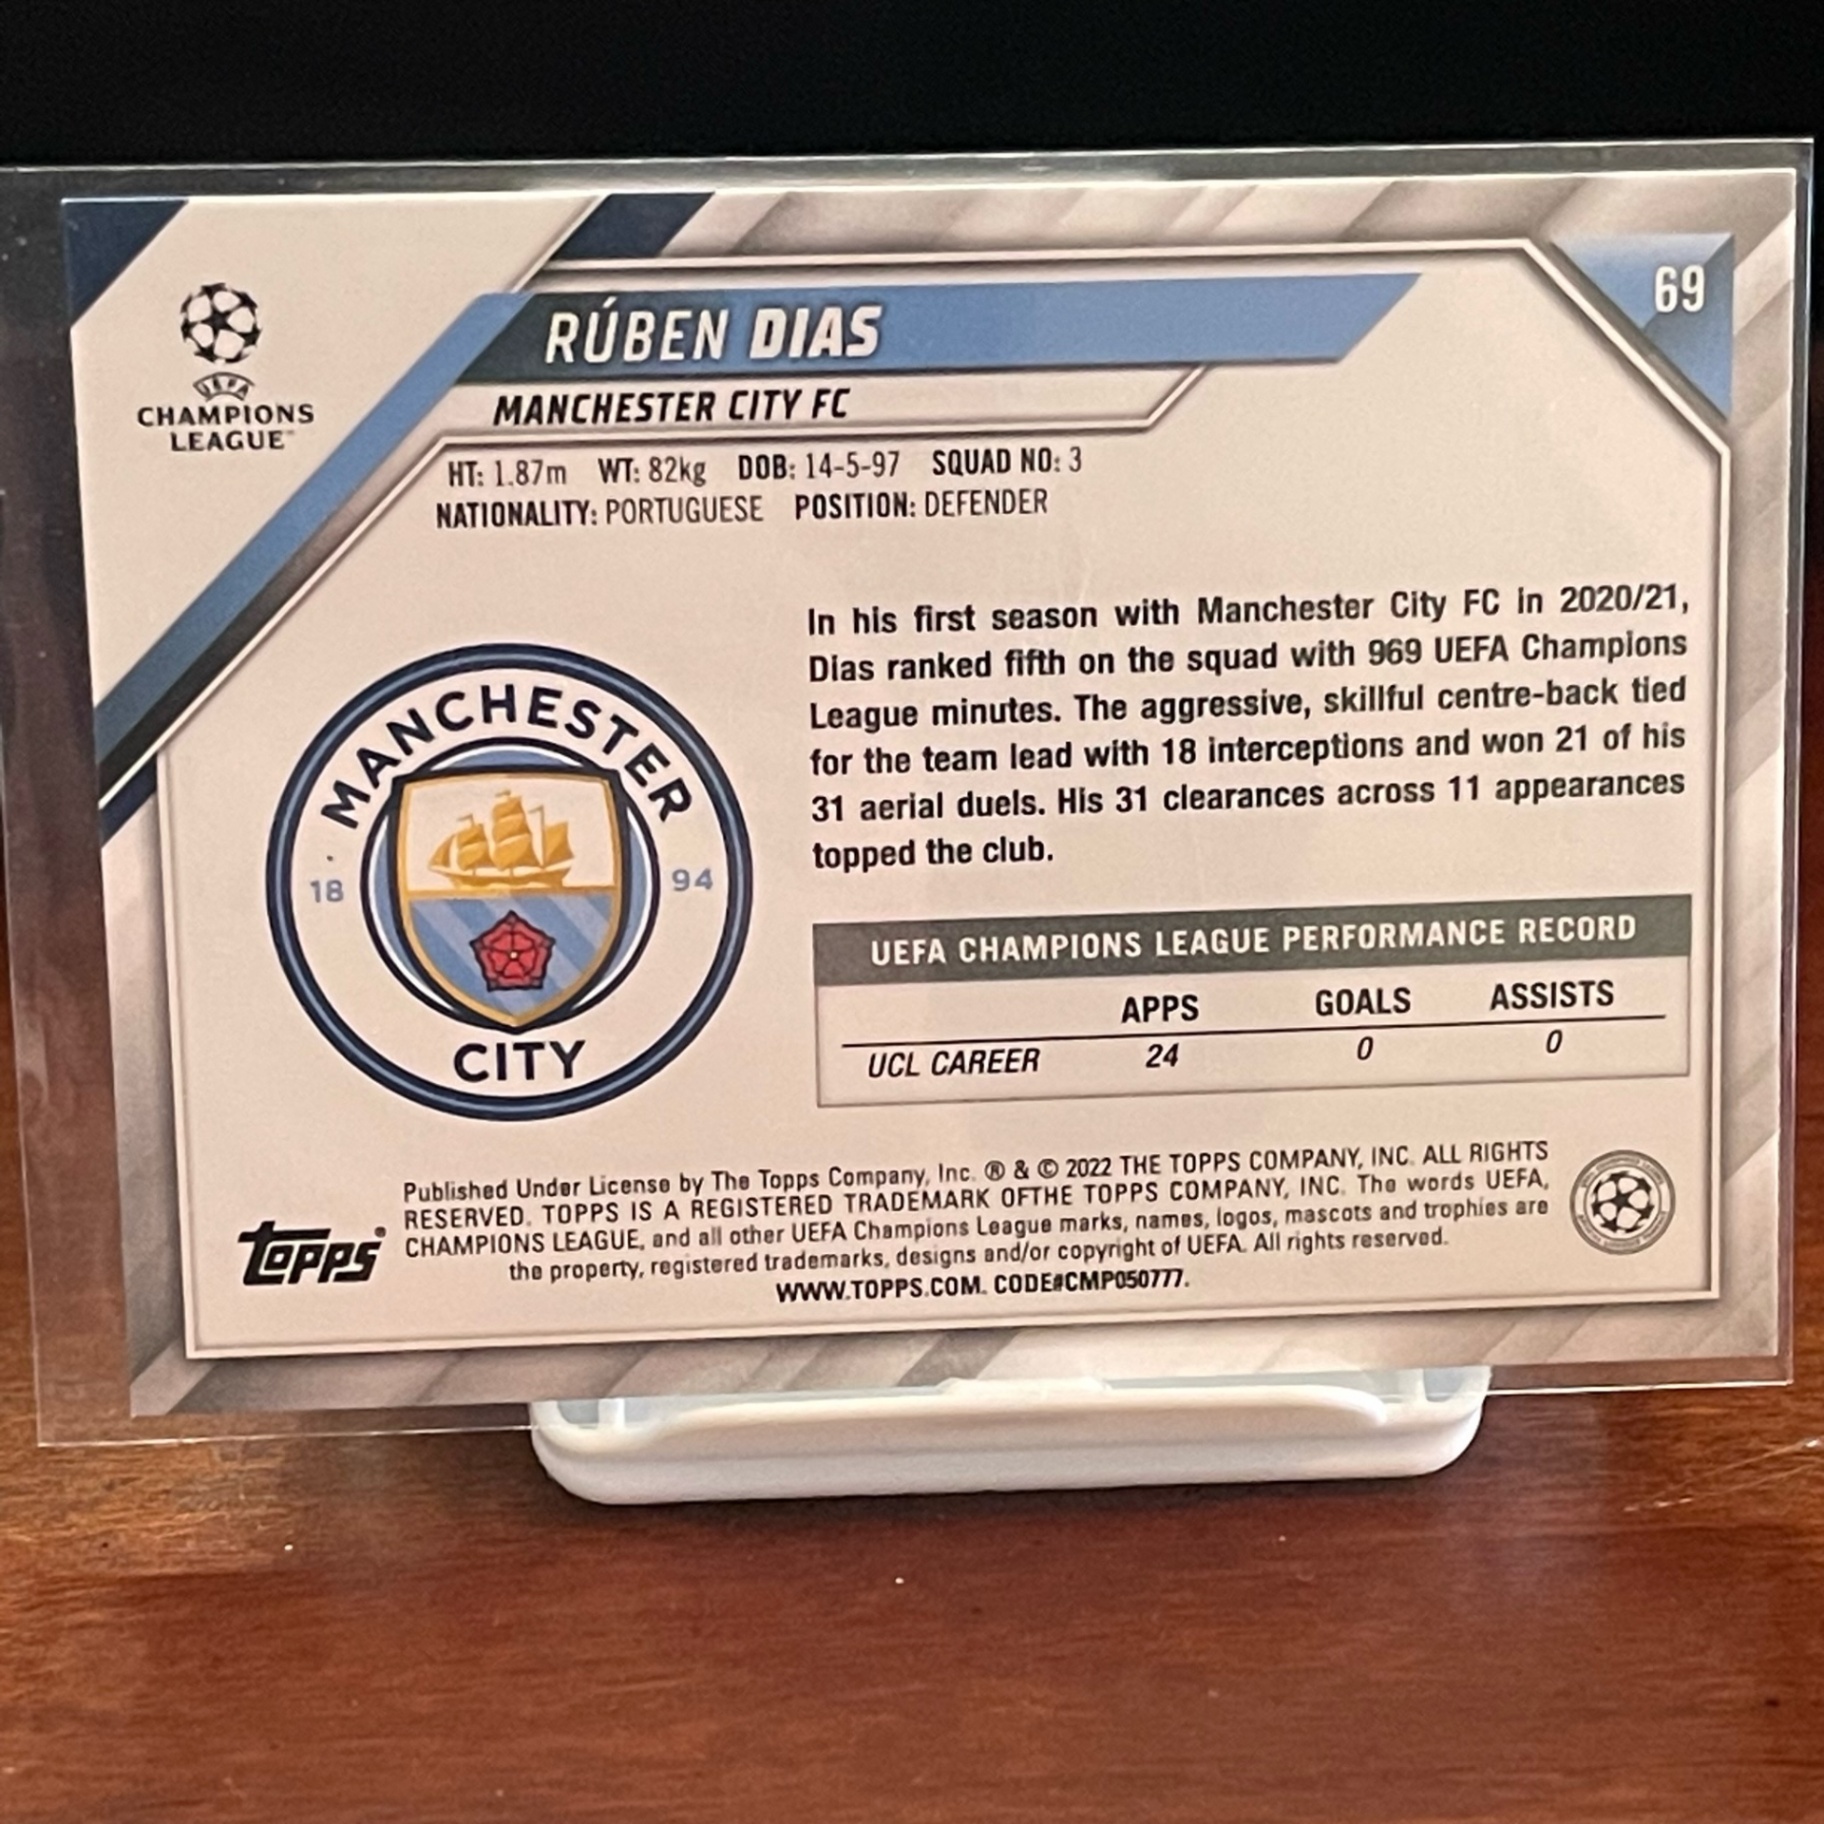 69
RÚBEN DIAS
UEFA
CHAMPIONS
LEAGUE
MANCHESTER CITY FC
HT: 1.87m WT: 82kg DOB: 14-5-97 SQUAD NO: 3
NATIONALITY: PORTUGUESE POSITION: DEFENDER
In his first season with Manchester City FC in 2020/21,
Dias ranked fifth on the squad with 969 UEFA Champions
League minutes. The aggressive, skillful centre-back tied
for the team lead with 18 interceptions and won 21 of his
31 aerial duels. His 31 clearances across 11 appearances
topped the club.
MANCHESTER
18 94
CITY
UEFA CHAMPIONS LEAGUE PERFORMANCE RECORD
APPS GOALS ASSISTS
UCL CAREER 24 0 0
topps®
Published Under License by The Topps Company, Inc. ® & © 2022 THE TOPPS COMPANY, INC. ALL RIGHTS
RESERVED. TOPPS IS A REGISTERED TRADEMARK OFTHE TOPPS COMPANY, INC. The words UEFA,
CHAMPIONS LEAGUE, and all other UEFA Champions League marks, names, logos, mascots and trophies are
the property, registered trademarks, designs and/or copyright of UEFA. All rights reserved.
WWW.TOPPS.COM. CODE#CMP050777.